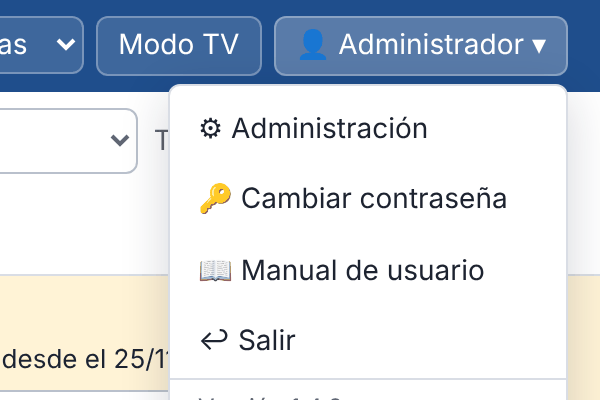 as Modo TV Administrador ▾
Administración
Cambiar contraseña
Manual de usuario
Salir
desde el 25/1